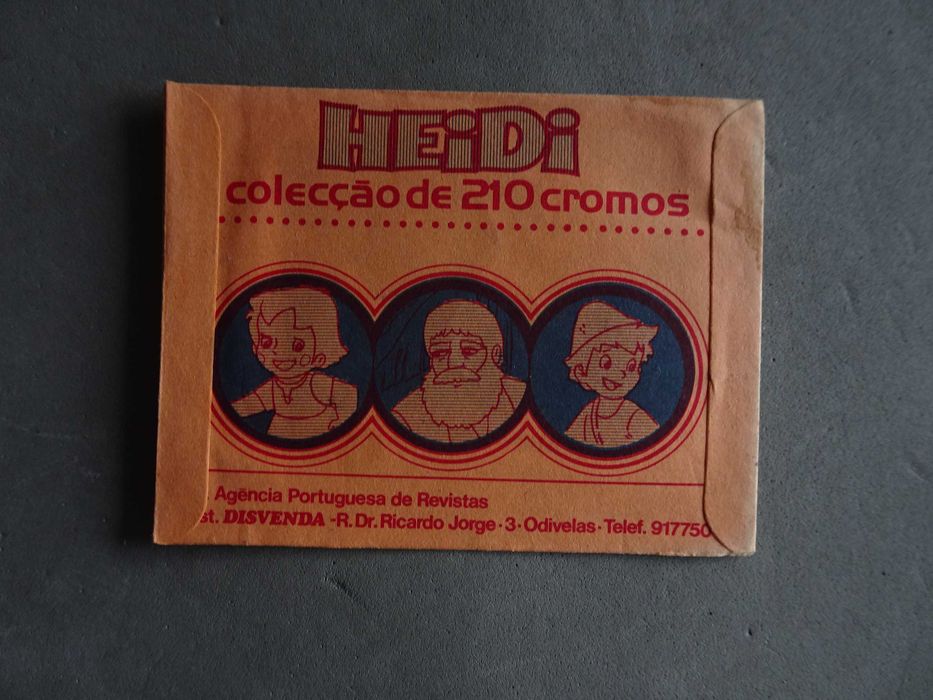 HEiDi
colecção de 210 cromos
Agência Portuguesa de Revistas
st. DISVENDA -R. Dr. Ricardo Jorge · 3 · Odivelas · Telef. 917750